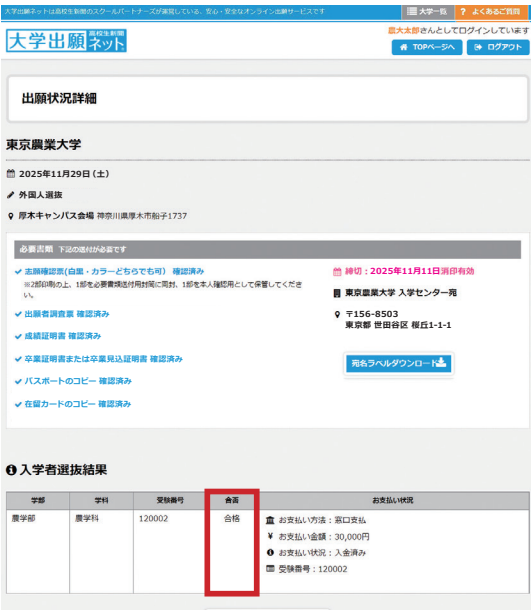 大学出願ネットは高校生新聞のスクールパートナーズが運営している、安心・安全なオンライン出願サービスです
大学一覧
? よくあるご質問
大学出願
高校生新聞
ネット
農大太郎さんとしてログインしています
TOPページへ
ログアウト
出願状況詳細
東京農業大学
2025年11月29日(土)
外国人選抜
厚木キャンパス会場 神奈川県厚木市船子1737
必要書類 下記の送付が必要です
志願確認票(白黒・カラーどちらでも可) 確認済み
※2部印刷の上、1部を必要書類送付用封筒に同封、1部を本人確認用として保管してくださ
い。
出願者調査票 確認済み
成績証明書 確認済み
卒業証明書または卒業見込証明書 確認済み
パスポートのコピー 確認済み
在留カードのコピー 確認済み
締切:2025年11月11日消印有効
東京農業大学 入学センター宛
〒156-8503
東京都 世田谷区 桜丘1-1-1
宛名ラベルダウンロード
入学者選抜結果
学部 学科 受験番号 合否 お支払い状況
農学部 農学科 120002 合格
お支払い方法:窓口支払
¥ お支払い金額:30,000円
お支払い状況:入金済み
受験番号:120002